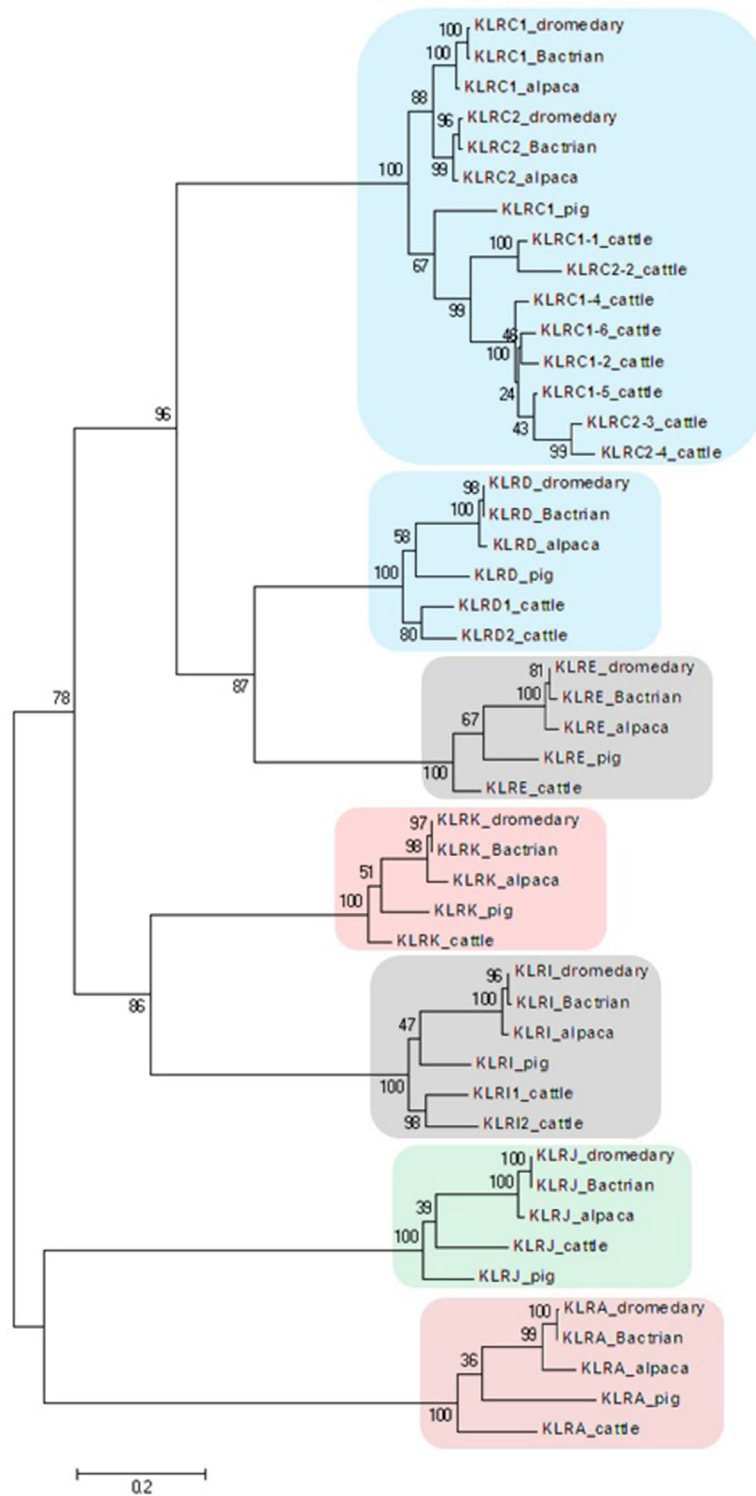 100 KLRC1_dromedary
100 KLRC1_Bactrian
KLRC1_alpaca
88
96 KLRC2_dromedary
KLRC2_Bactrian
99 KLRC2_alpaca
100
KLRC1_pig
100 KLRC1-1_cattle
67 KLRC2-2_cattle
99 KLRC1-4_cattle
46 KLRC1-6_cattle
100 KLRC1-2_cattle
24 KLRC1-5_cattle
43 KLRC2-3_cattle
99 KLRC2-4_cattle
96
98 KLRD_dromedary
100 KLRD_Bactrian
58 KLRD_alpaca
100 KLRD_pig
KLRD1_cattle
80 KLRD2_cattle
87
81 KLRE_dromedary
100 KLRE_Bactrian
67 KLRE_alpaca
KLRE_pig
100 KLRE_cattle
78
97 KLRK_dromedary
98 KLRK_Bactrian
51 KLRK_alpaca
100 KLRK_pig
KLRK_cattle
86
96 KLRI_dromedary
100 KLRI_Bactrian
47 KLRI_alpaca
KLRI_pig
100 KLRI1_cattle
98 KLRI2_cattle
100 KLRJ_dromedary
100 KLRJ_Bactrian
39 KLRJ_alpaca
100 KLRJ_cattle
KLRJ_pig
100 KLRA_dromedary
99 KLRA_Bactrian
36 KLRA_alpaca
KLRA_pig
100 KLRA_cattle
0.2